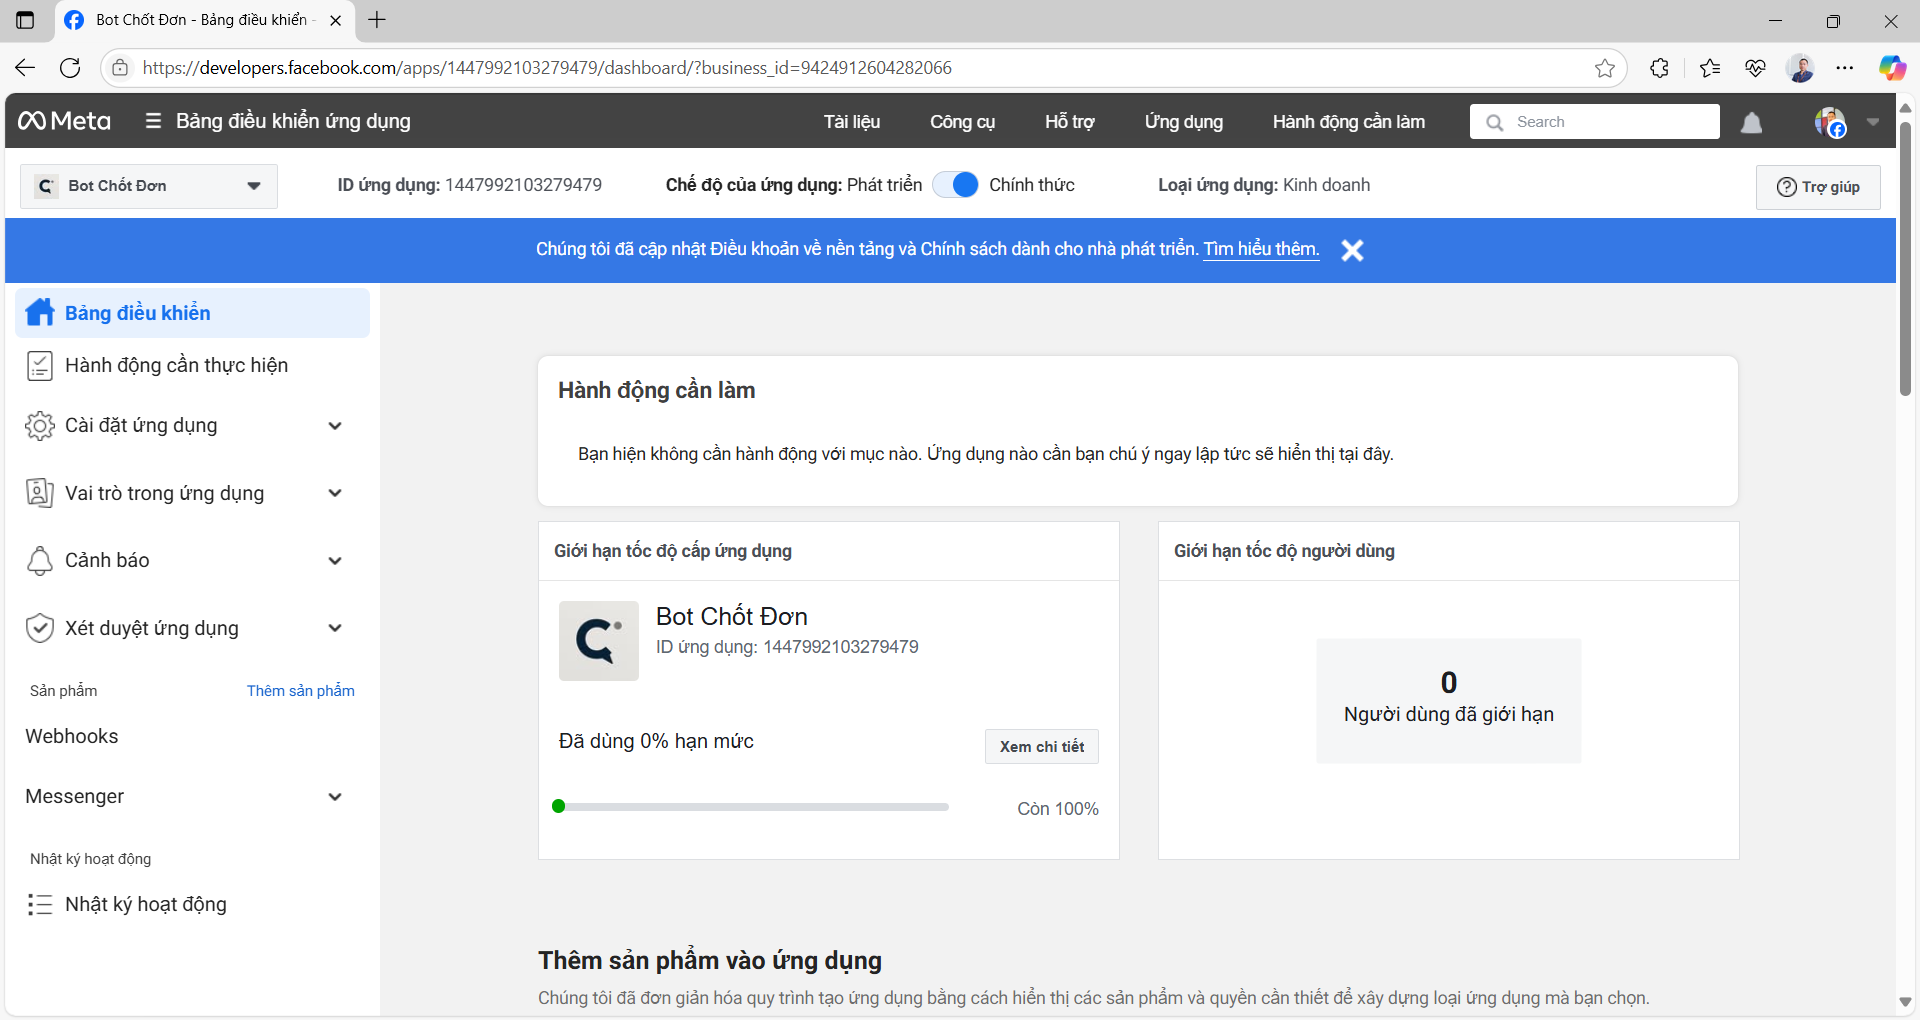 Bot Chốt Đơn - Bảng điều khiển -
https://developers.facebook.com/apps/1447992103279479/dashboard/?business_id=9424912604282066
Meta
Bảng điều khiển ứng dụng
Tài liệu
Công cụ
Hỗ trợ
Ứng dụng
Hành động cần làm
Search
Bot Chốt Đơn
ID ứng dụng: 1447992103279479
Chế độ của ứng dụng: Phát triển
Chính thức
Loại ứng dụng: Kinh doanh
Trợ giúp
Chúng tôi đã cập nhật Điều khoản về nền tảng và Chính sách dành cho nhà phát triển. Tìm hiểu thêm.
Bảng điều khiển
Hành động cần thực hiện
Cài đặt ứng dụng
Vai trò trong ứng dụng
Cảnh báo
Xét duyệt ứng dụng
Sản phẩm
Thêm sản phẩm
Webhooks
Messenger
Nhật ký hoạt động
Nhật ký hoạt động
Hành động cần làm
Bạn hiện không cần hành động với mục nào. Ứng dụng nào cần bạn chú ý ngay lập tức sẽ hiển thị tại đây.
Giới hạn tốc độ cấp ứng dụng
Bot Chốt Đơn
ID ứng dụng: 1447992103279479
Đã dùng 0% hạn mức
Xem chi tiết
Còn 100%
Giới hạn tốc độ người dùng
0
Người dùng đã giới hạn
Thêm sản phẩm vào ứng dụng
Chúng tôi đã đơn giản hóa quy trình tạo ứng dụng bằng cách hiển thị các sản phẩm và quyền cần thiết để xây dựng loại ứng dụng mà bạn chọn.